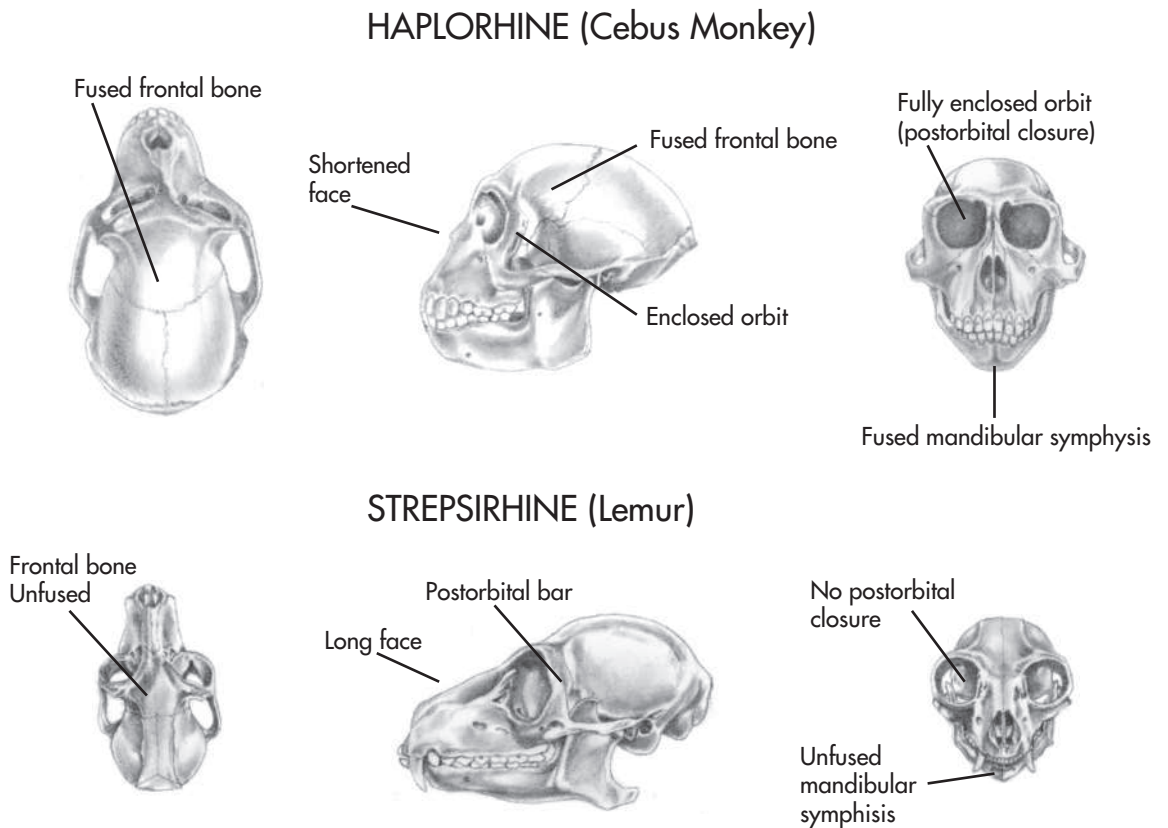 HAPLORHINE (Cebus Monkey)
Fused frontal bone
Shortened
face
Fused frontal bone
Enclosed orbit
Fully enclosed orbit
(postorbital closure)
Fused mandibular symphysis
STREPSIRHINE (Lemur)
Frontal bone
Unfused
Long face
Postorbital bar
No postorbital
closure
Unfused
mandibular
symphisis